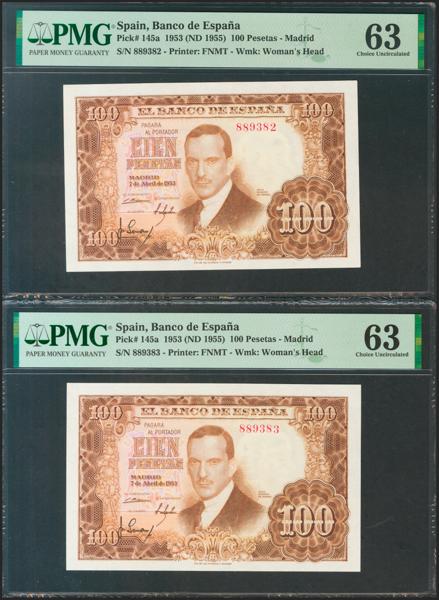 PMG
PAPER MONEY GUARANTY
Spain, Banco de España
Pick# 145a 1953 (ND 1955) 100 Pesetas - Madrid
S/N 889382 - Printer: FNMT - Wmk: Woman's Head
63
Choice Uncirculated
100
EL BANCO DE ESPAÑA
100
PAGARÁ
AL PORTADOR
889382
CIEN
PESETAS
MADRID
7 de Abril de 1953
100
100
PMG
PAPER MONEY GUARANTY
Spain, Banco de España
Pick# 145a 1953 (ND 1955) 100 Pesetas - Madrid
S/N 889383 - Printer: FNMT - Wmk: Woman's Head
63
Choice Uncirculated
100
EL BANCO DE ESPAÑA
100
PAGARÁ
AL PORTADOR
889383
CIEN
PESETAS
MADRID
7 de Abril de 1953
100
100